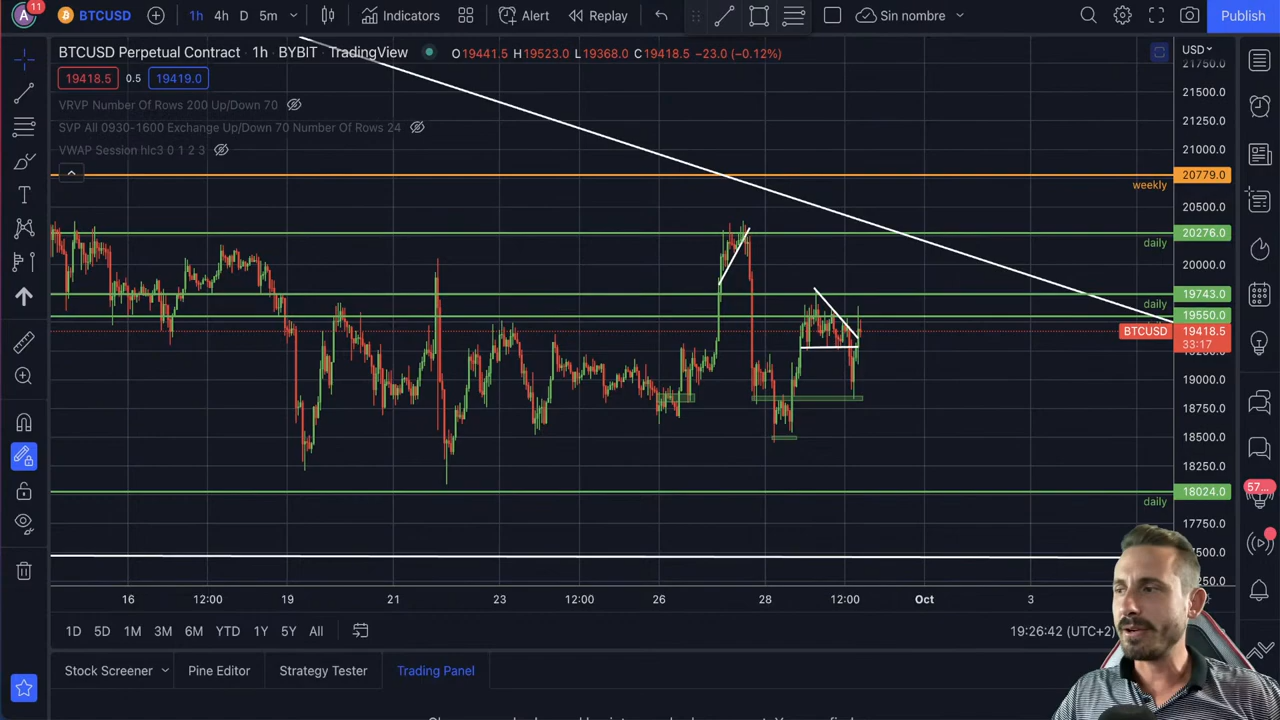 A 11 BTCUSD 1h 4h D 5m Indicators Alert Replay Sin nombre Publish
BTCUSD Perpetual Contract · 1h · BYBIT · TradingView O19441.5 H19523.0 L19368.0 C19418.5 −23.0 (−0.12%)
USD
19418.5 0.5 19419.0
VRVP Number Of Rows 200 Up/Down 70
SVP All 0930-1600 Exchange Up/Down 70 Number Of Rows 24
VWAP Session hlc3 0 1 2 3
21750.0
21500.0
21250.0
21000.0
20779.0
weekly
20500.0
20276.0
daily
20000.0
19743.0
daily
19550.0
BTCUSD 19418.5
33:17
19000.0
18750.0
18500.0
18250.0
18024.0
daily
17750.0
57...
16 12:00 19 21 23 12:00 26 28 12:00 Oct 3
1D 5D 1M 3M 6M YTD 1Y 5Y All 19:26:42 (UTC+2)
Stock Screener Pine Editor Strategy Tester Trading Panel